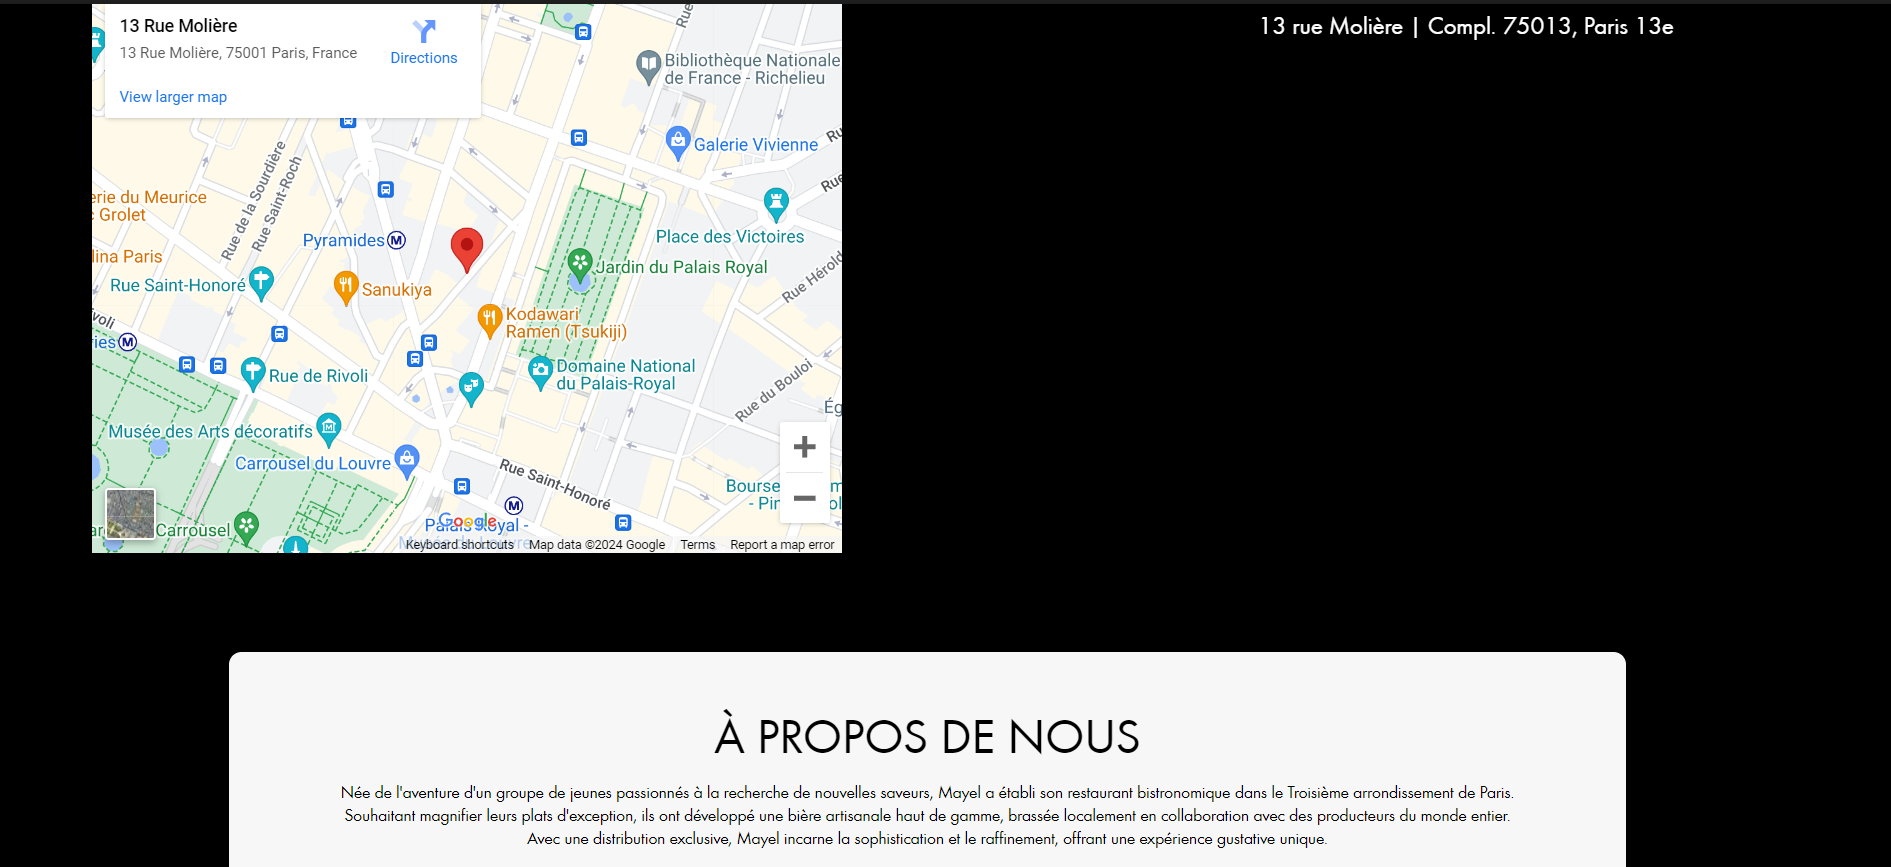 13 Rue Molière
13 Rue Molière, 75001 Paris, France
Directions
View larger map
13 rue Molière | Compl. 75013, Paris 13e
Rue
Bibliothèque Nationale
de France - Richelieu
Galerie Vivienne
Ru
Rue
Rue de la Sourdière
Rue Saint-Roch
erie du Meurice
c Grolet
Pyramides M
Place des Victoires
lina Paris
Jardin du Palais Royal
Rue Hérold
Rue Saint-Honoré
Sanukiya
Kodawari
Ramen (Tsukiji)
ivoli
ies M
Domaine National
du Palais-Royal
Rue de Rivoli
Rue du Bouloi
Ég
Musée des Arts décoratifs
Carrousel du Louvre
Rue Saint-Honoré
Bourse
- Pin
M
Carrousel
Palais Royal -
Google
Keyboard shortcuts Map data ©2024 Google Terms Report a map error
À PROPOS DE NOUS
Née de l'aventure d'un groupe de jeunes passionnés à la recherche de nouvelles saveurs, Mayel a établi son restaurant bistronomique dans le Troisième arrondissement de Paris.
Souhaitant magnifier leurs plats d'exception, ils ont développé une bière artisanale haut de gamme, brassée localement en collaboration avec des producteurs du monde entier.
Avec une distribution exclusive, Mayel incarne la sophistication et le raffinement, offrant une expérience gustative unique.